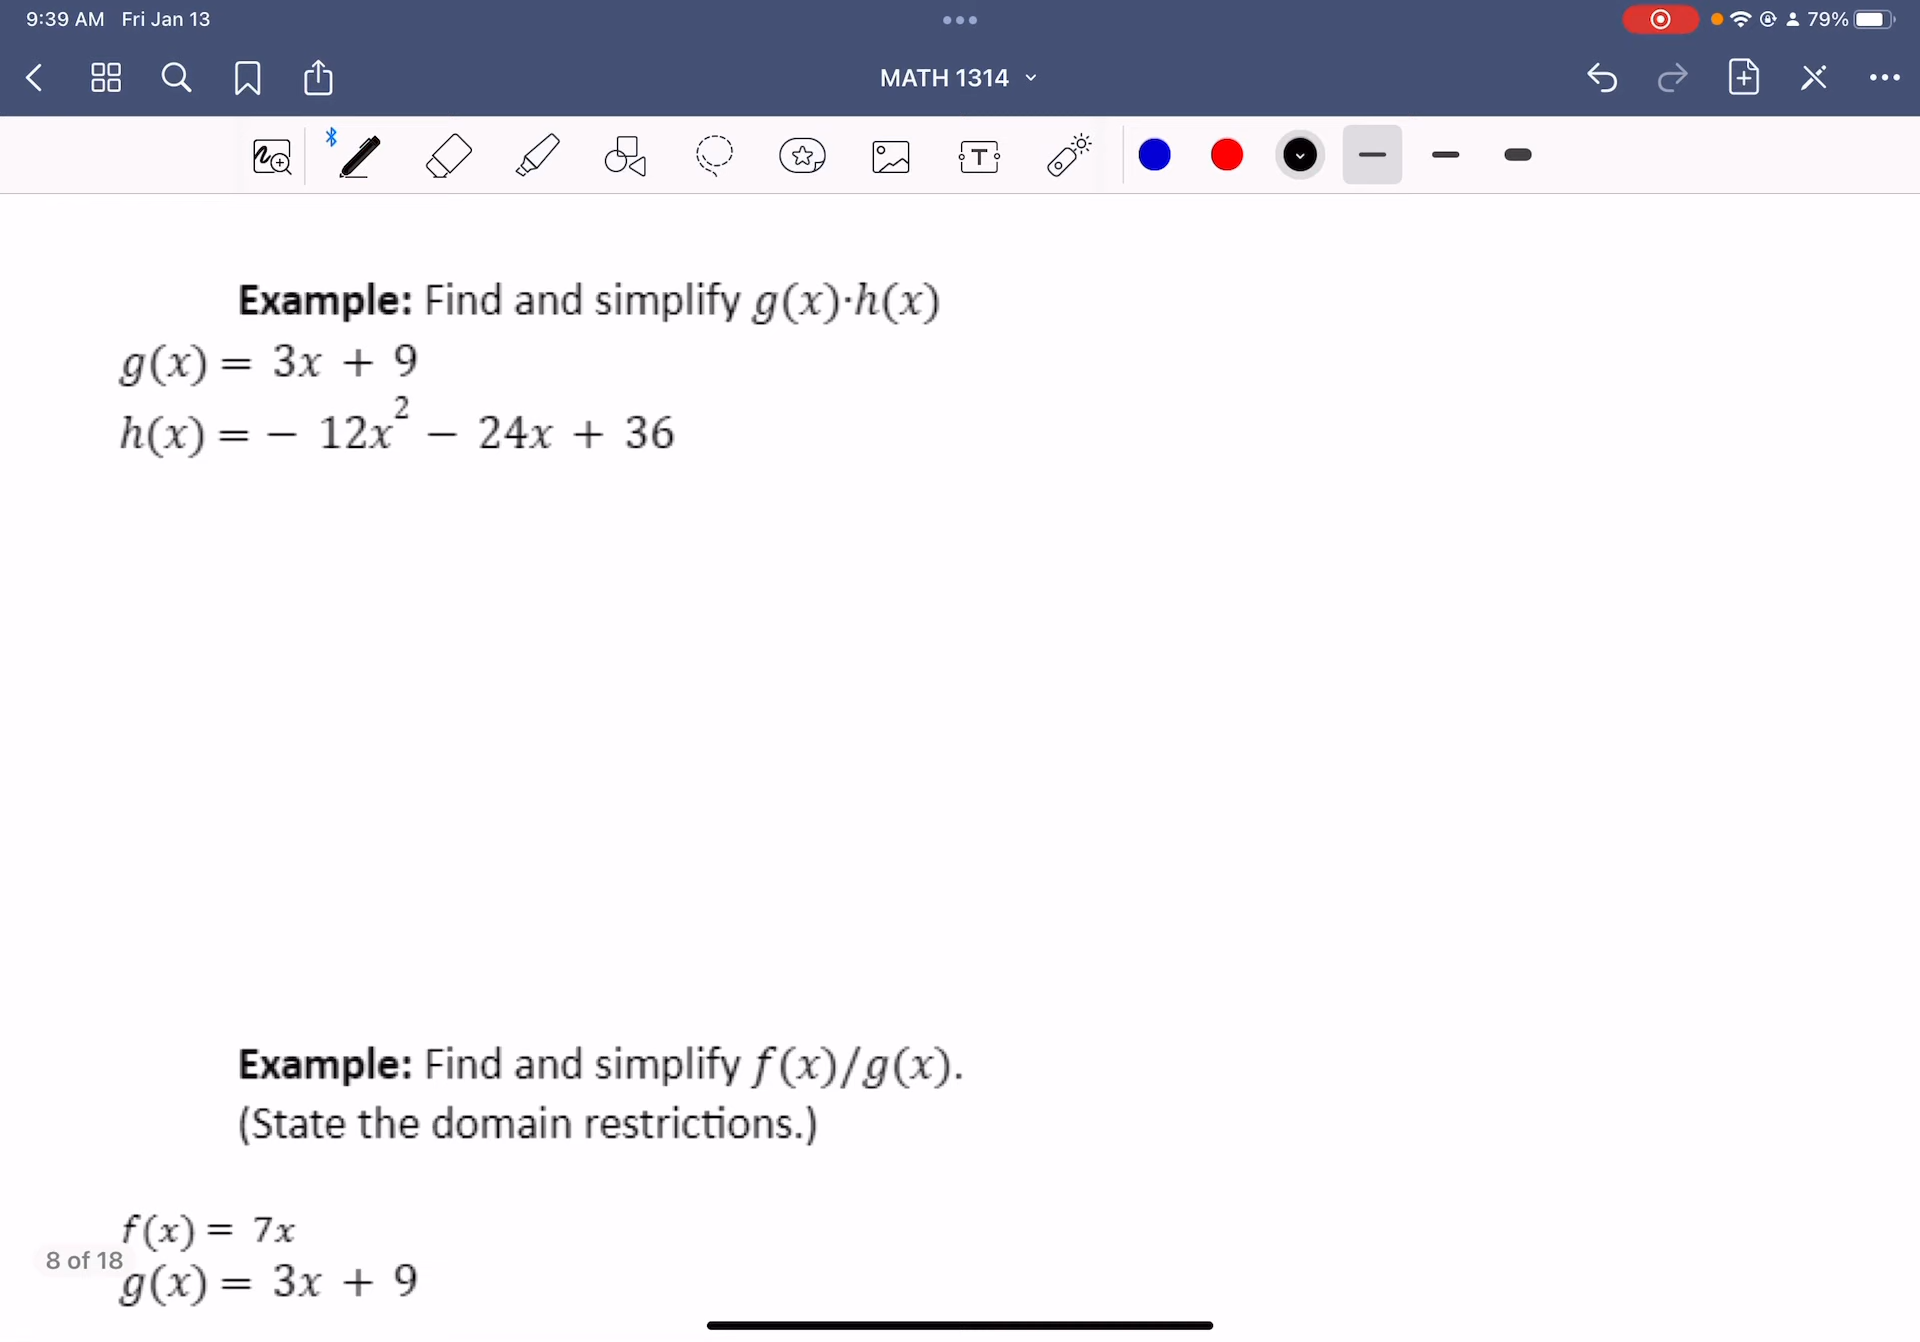 9:39 AM Fri Jan 13
79%
MATH 1314
T
Example: Find and simplify g(x)·h(x)
g(x) = 3x + 9
h(x) = − 12x² − 24x + 36
Example: Find and simplify f(x)/g(x).
(State the domain restrictions.)
f(x) = 7x
8 of 18
g(x) = 3x + 9